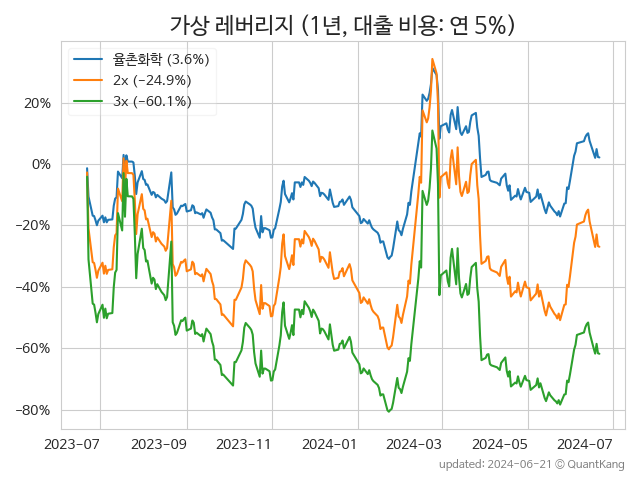 가상 레버리지 (1년, 대출 비용: 연 5%)
율촌화학 (3.6%)
2x (−24.9%)
3x (−60.1%)
20%
0%
−20%
−40%
−60%
−80%
2023-07 2023-09 2023-11 2024-01 2024-03 2024-05 2024-07
updated: 2024-06-21 © QuantKang